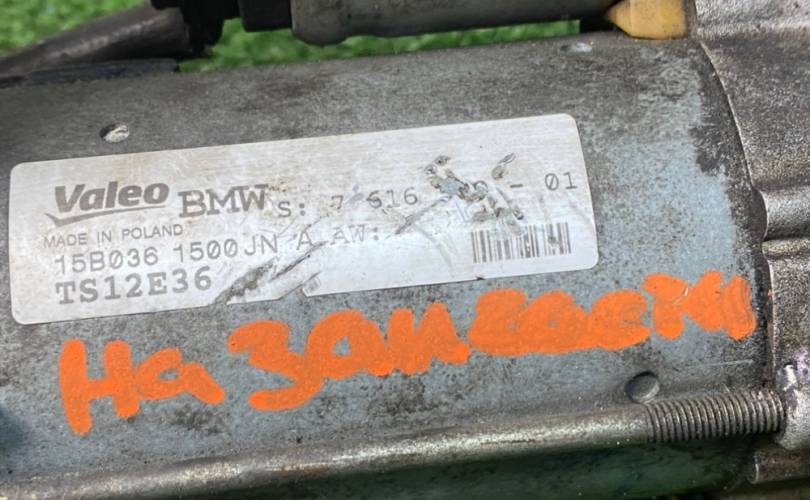 Valeo BMW S: 7 616 - 01
MADE IN POLAND
15B036 1500JN A AW:
TS12E36
На запчасти